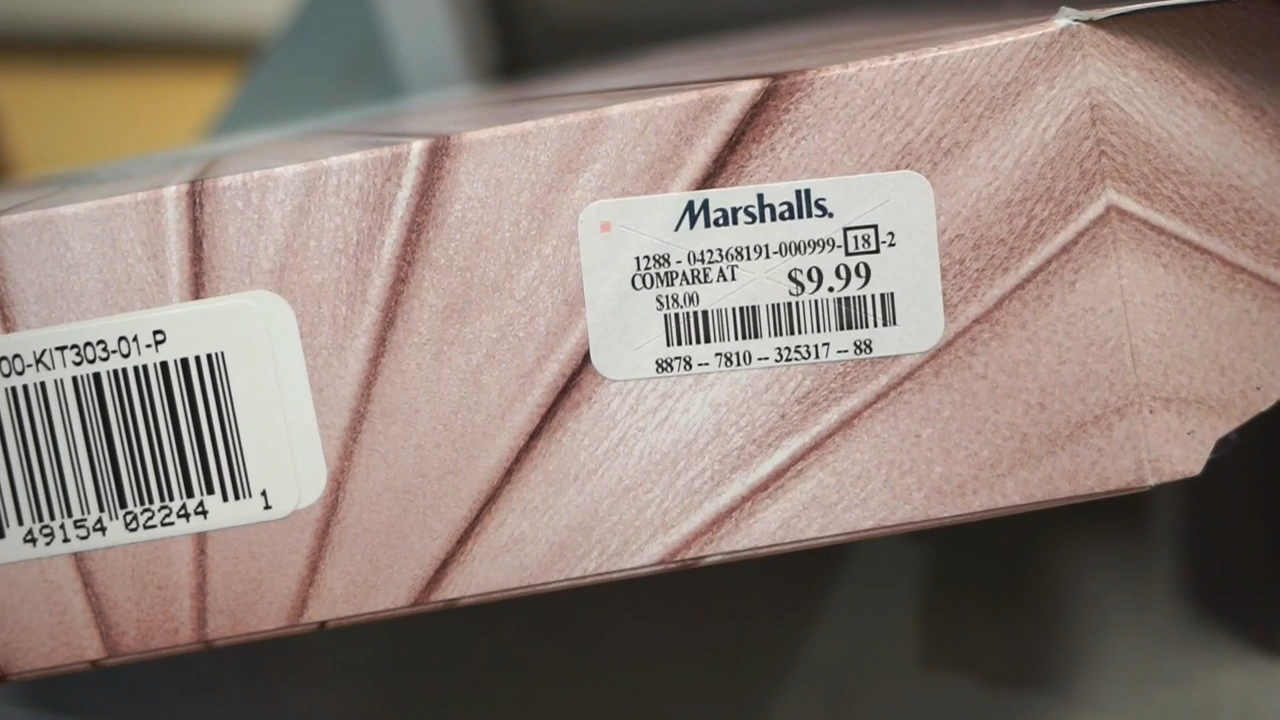 Marshalls.
1288 - 042368191-000999-18-2
COMPARE AT $9.99
$18.00
8878 -- 7810 -- 325317 -- 88
00-KIT303-01-P
49154 02244 1